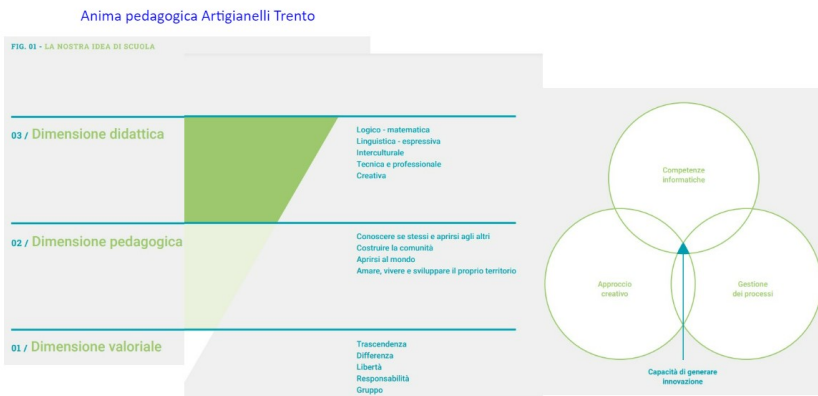 Anima pedagogica Artigianelli Trento
FIG. 01 - LA NOSTRA IDEA DI SCUOLA
03 / Dimensione didattica
Logico - matematica
Linguistica - espressiva
Interculturale
Tecnica e professionale
Creativa
02 / Dimensione pedagogica
Conoscere se stessi e aprirsi agli altri
Costruire la comunità
Aprirsi al mondo
Amare, vivere e sviluppare il proprio territorio
01 / Dimensione valoriale
Trascendenza
Differenza
Libertà
Responsabilità
Gruppo
Competenze
informatiche
Approccio
creativo
Gestione
dei processi
Capacità di generare
innovazione